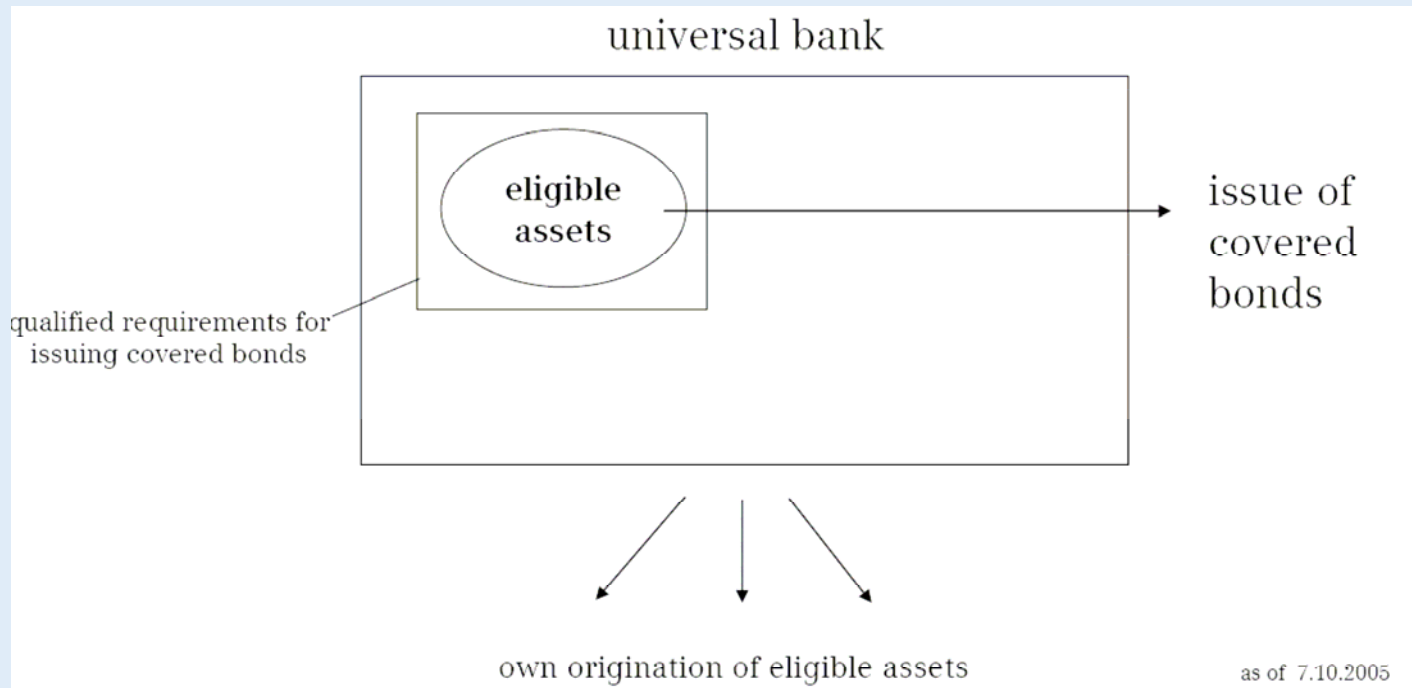 universal bank
eligible
assets
issue of
covered
bonds
qualified requirements for
issuing covered bonds
own origination of eligible assets
as of 7.10.2005